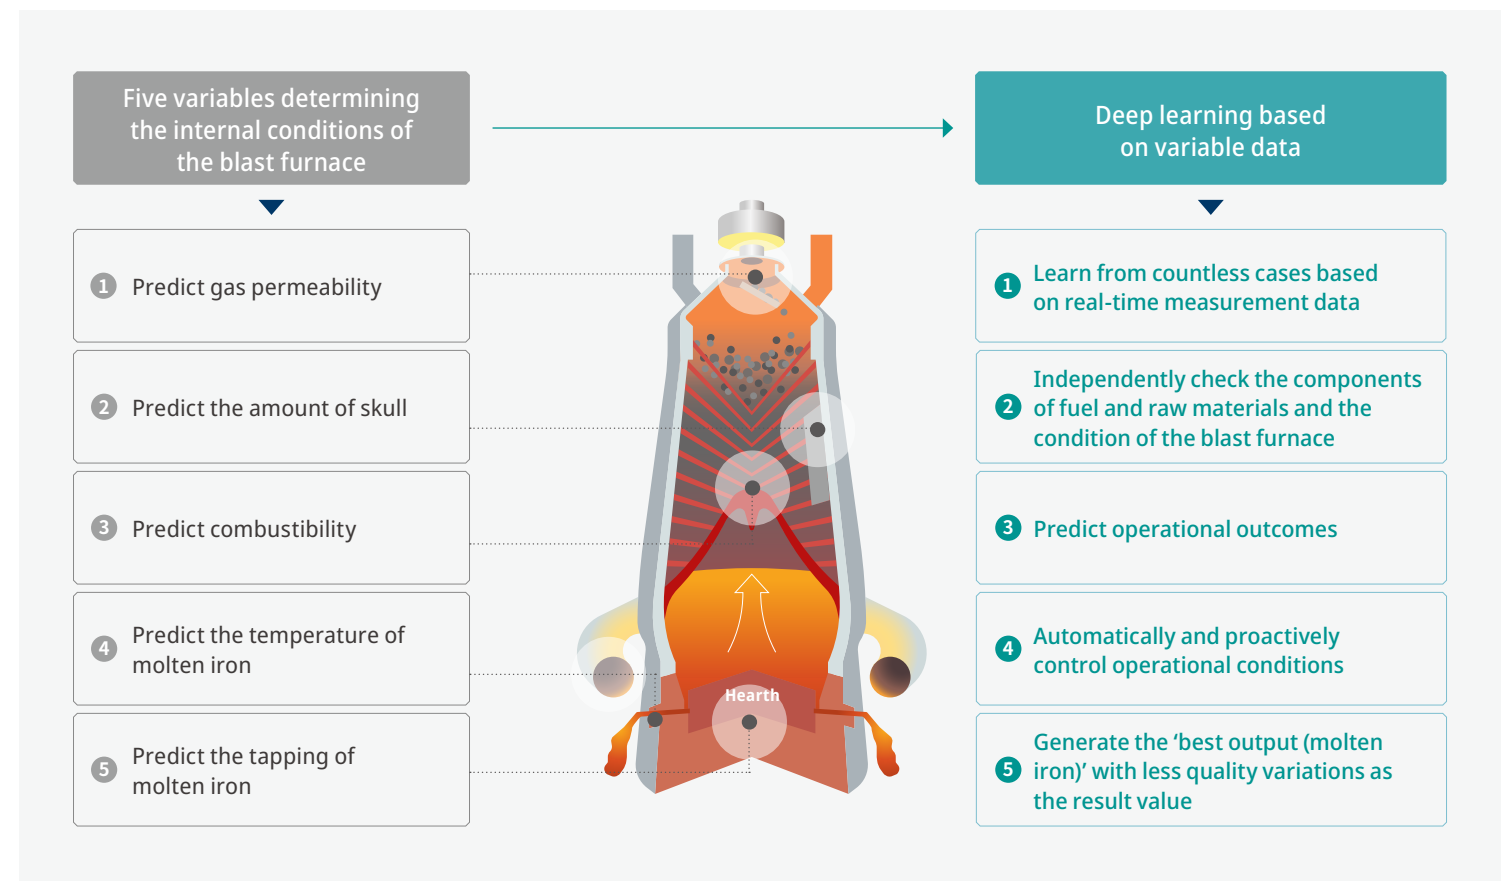 Five variables determining
the internal conditions of
the blast furnace
Deep learning based
on variable data
1 Predict gas permeability
2 Predict the amount of skull
3 Predict combustibility
4 Predict the temperature of
molten iron
5 Predict the tapping of
molten iron
Hearth
1 Learn from countless cases based
on real-time measurement data
2 Independently check the components
of fuel and raw materials and the
condition of the blast furnace
3 Predict operational outcomes
4 Automatically and proactively
control operational conditions
5 Generate the ‘best output (molten
iron)’ with less quality variations as
the result value